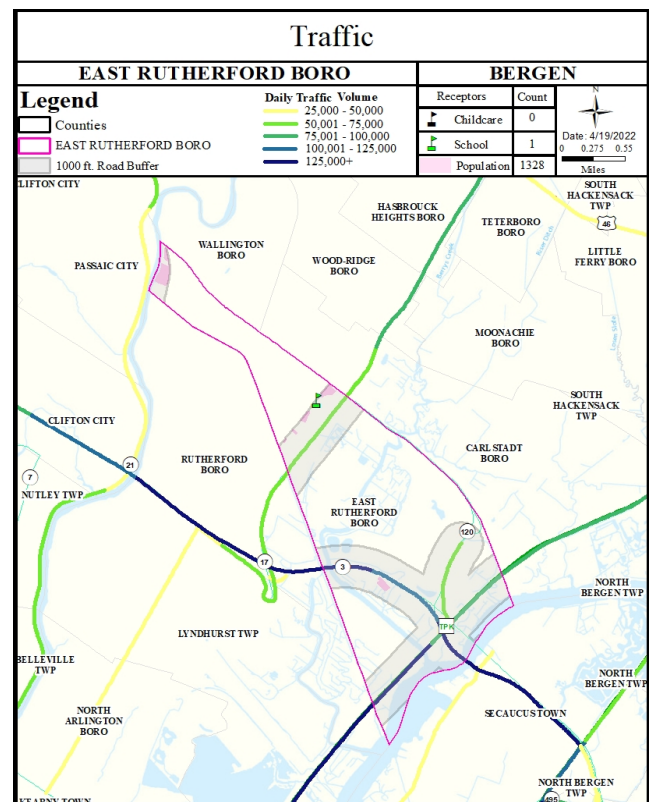 Traffic
EAST RUTHERFORD BORO
BERGEN
Legend
Counties
EAST RUTHERFORD BORO
1000 ft. Road Buffer
Daily Traffic Volume
25,000 - 50,000
50,001 - 75,000
75,001 - 100,000
100,001 - 125,000
125,000+
Receptors Count
Childcare 0
School 1
Population 1328
N
Date: 4/19/2022
0 0.275 0.55
Miles
CLIFTON CITY
HASBROUCK
HEIGHTS BORO
SOUTH
HACKENSACK
TWP
TETERBORO
BORO
46
WALLINGTON
BORO
PASSAIC CITY
WOOD-RIDGE
BORO
LITTLE
FERRY BORO
MOONACHIE
BORO
SOUTH
HACKENSACK
TWP
CLIFTON CITY
CARLSTADT
BORO
RUTHERFORD
BORO
21
7
NUTLEY TWP
EAST
RUTHERFORD
BORO
120
17
3
NORTH
BERGEN TWP
TPK
LYNDHURST TWP
BELLEVILLE
TWP
NORTH
BERGEN TWP
NORTH
ARLINGTON
BORO
SECAUCUS TOWN
NORTH BERGEN
TWP
495
KEARNY TOWN